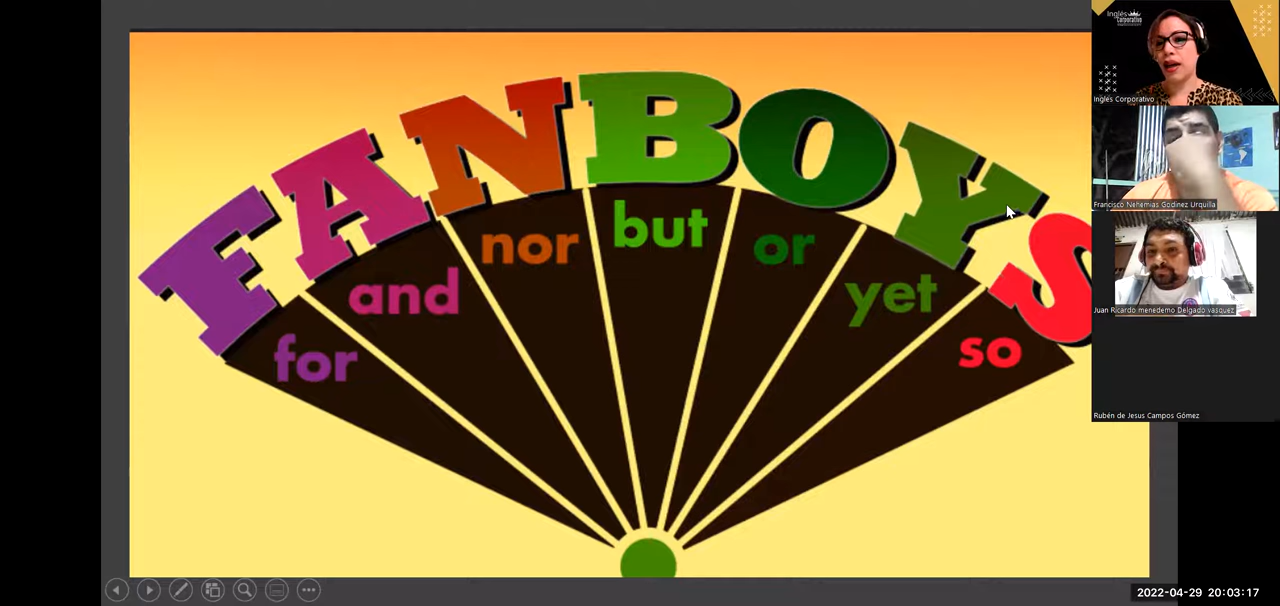 FANBOYS
for
and
nor
but
or
yet
so
Inglés
Corporativo
Inglés Corporativo
Francisco Nehemias Godinez Urquilla
Juan Ricardo menedemo Delgado vasquez
Rubén de Jesus Campos Gómez
2022-04-29 20:03:17